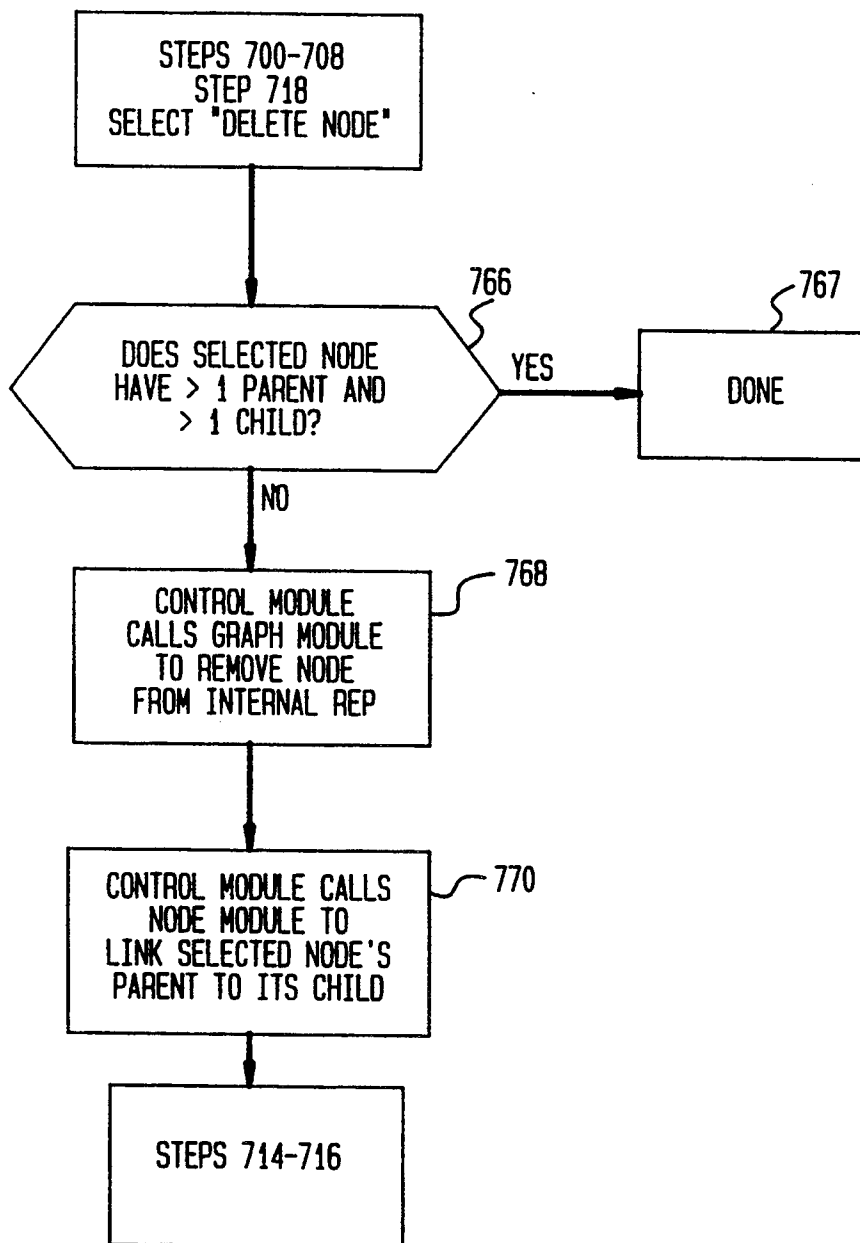 STEPS 700-708
STEP 718
SELECT "DELETE NODE"
766
767
DOES SELECTED NODE
HAVE > 1 PARENT AND
> 1 CHILD?
YES
DONE
NO
768
CONTROL MODULE
CALLS GRAPH MODULE
TO REMOVE NODE
FROM INTERNAL REP
770
CONTROL MODULE CALLS
NODE MODULE TO
LINK SELECTED NODE'S
PARENT TO ITS CHILD
STEPS 714-716